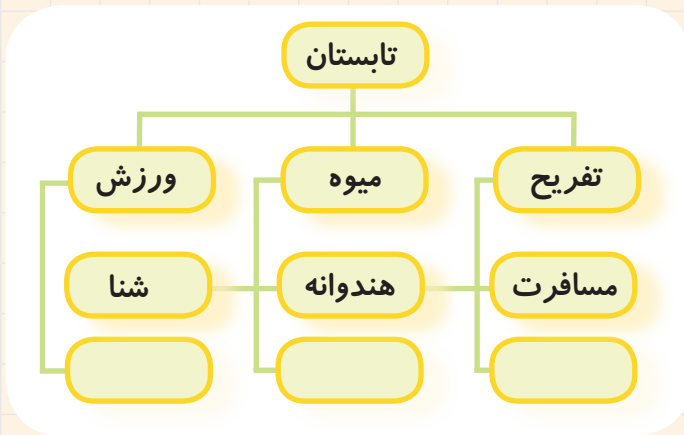 تابستان
تفریح
میوه
ورزش
مسافرت
هندوانه
شنا